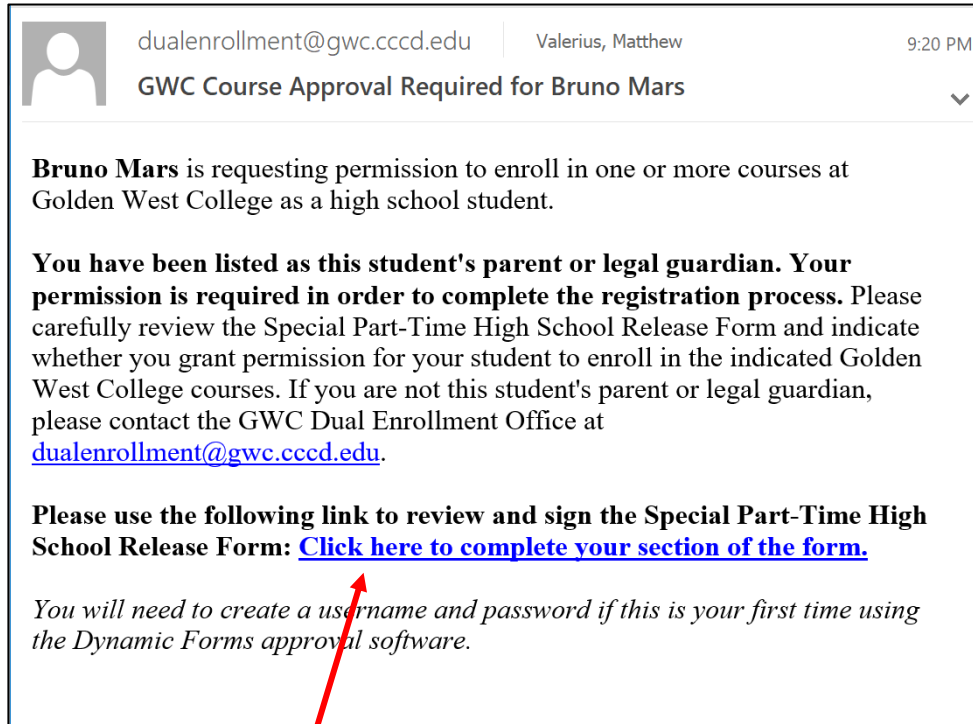 dualenrollment@gwc.cccd.edu Valerius, Matthew 9:20 PM
GWC Course Approval Required for Bruno Mars
Bruno Mars is requesting permission to enroll in one or more courses at
Golden West College as a high school student.
You have been listed as this student's parent or legal guardian. Your
permission is required in order to complete the registration process. Please
carefully review the Special Part-Time High School Release Form and indicate
whether you grant permission for your student to enroll in the indicated Golden
West College courses. If you are not this student's parent or legal guardian,
please contact the GWC Dual Enrollment Office at
dualenrollment@gwc.cccd.edu.
Please use the following link to review and sign the Special Part-Time High
School Release Form: Click here to complete your section of the form.
You will need to create a username and password if this is your first time using
the Dynamic Forms approval software.